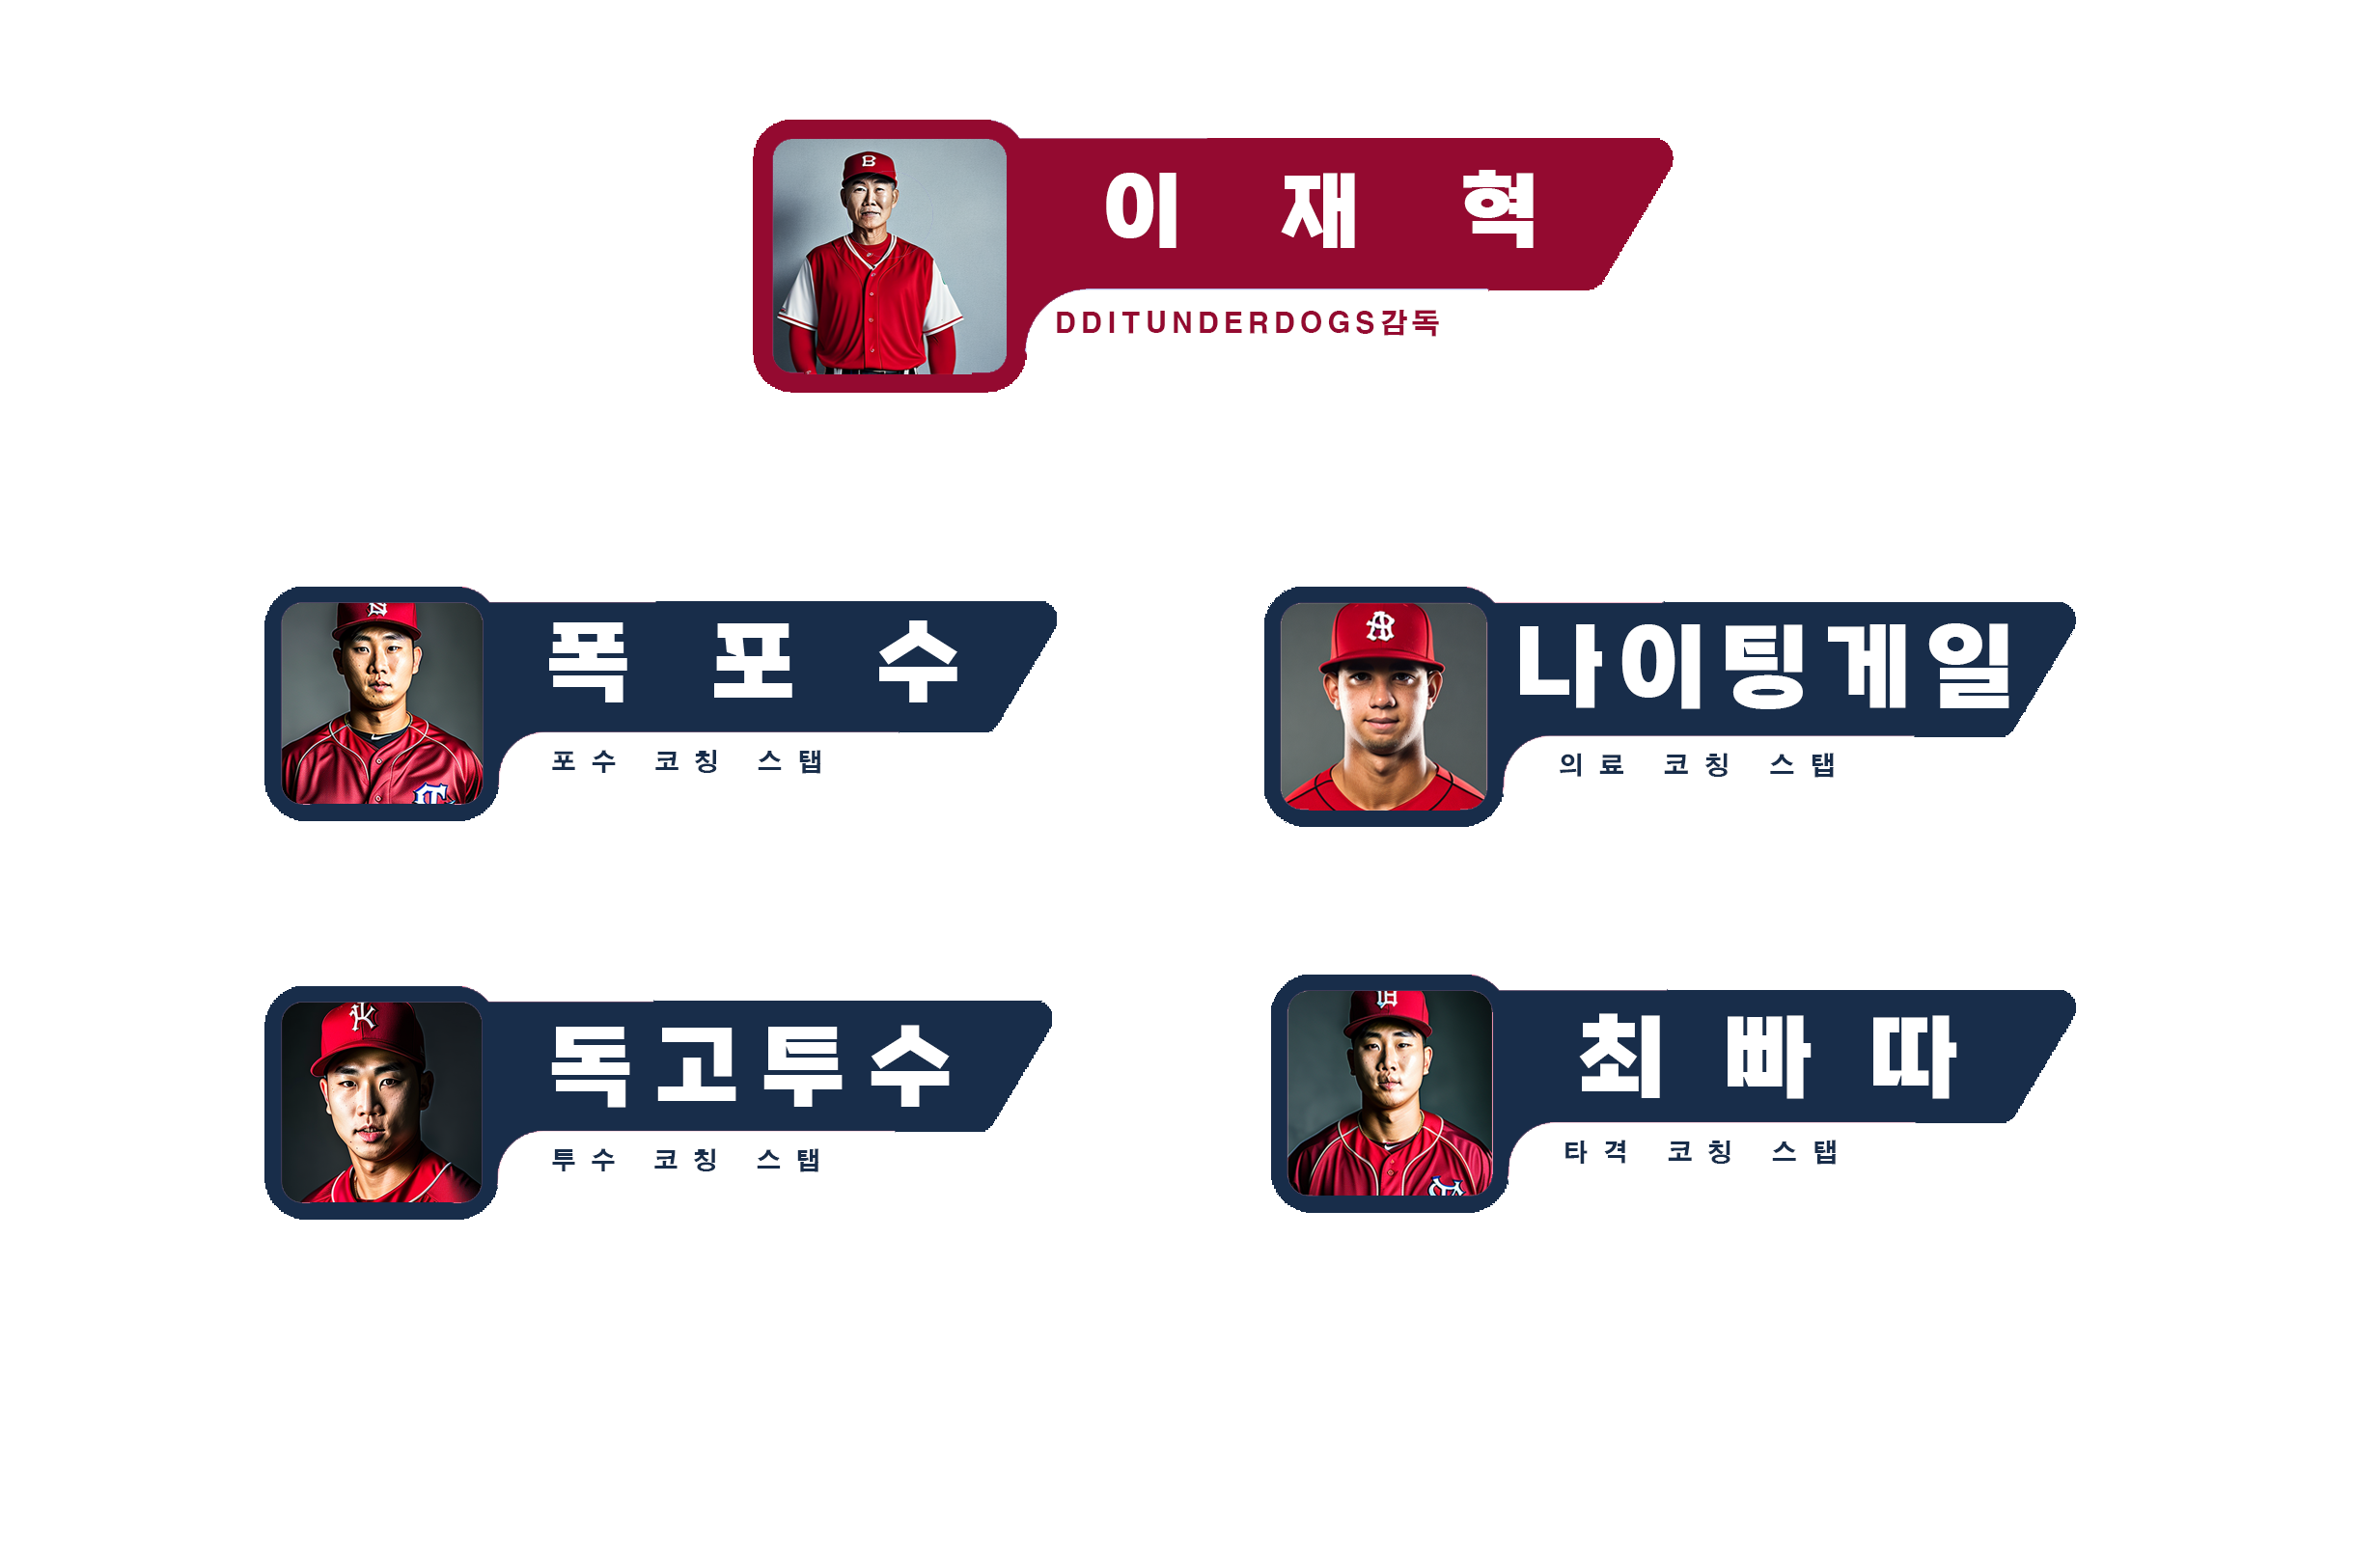 이 재 혁
DDITUNDERDOGS감독
폭 포 수
포수 코칭 스탭
나이팅게일
의료 코칭 스탭
독고투수
투수 코칭 스탭
최 빠 따
타격 코칭 스탭